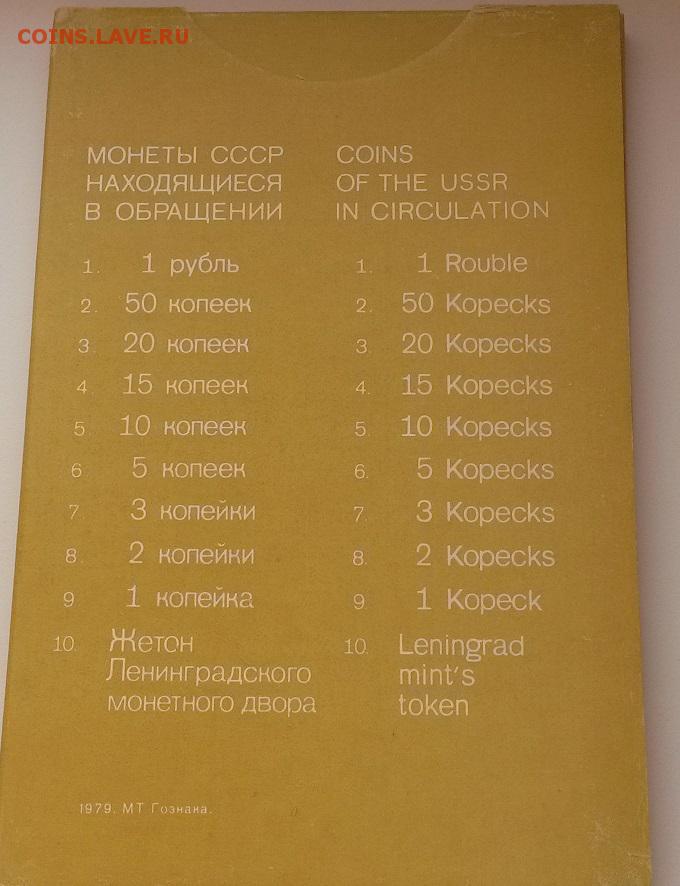 COINS.LAVE.RU
МОНЕТЫ СССР
НАХОДЯЩИЕСЯ
В ОБРАЩЕНИИ
1. 1 рубль
2. 50 копеек
3. 20 копеек
4. 15 копеек
5 10 копеек
6 5 копеек
7 3 копейки
8. 2 копейки
9 1 копейка
10. Жетон
Ленинградского
монетного двора
COINS
OF THE USSR
IN CIRCULATION
1. 1 Rouble
2. 50 Kopecks
3. 20 Kopecks
4. 15 Kopecks
5. 10 Kopecks
6. 5 Kopecks
7. 3 Kopecks
8. 2 Kopecks
9. 1 Kopeck
10. Leningrad
mint's
token
1979. МТ Гознака.